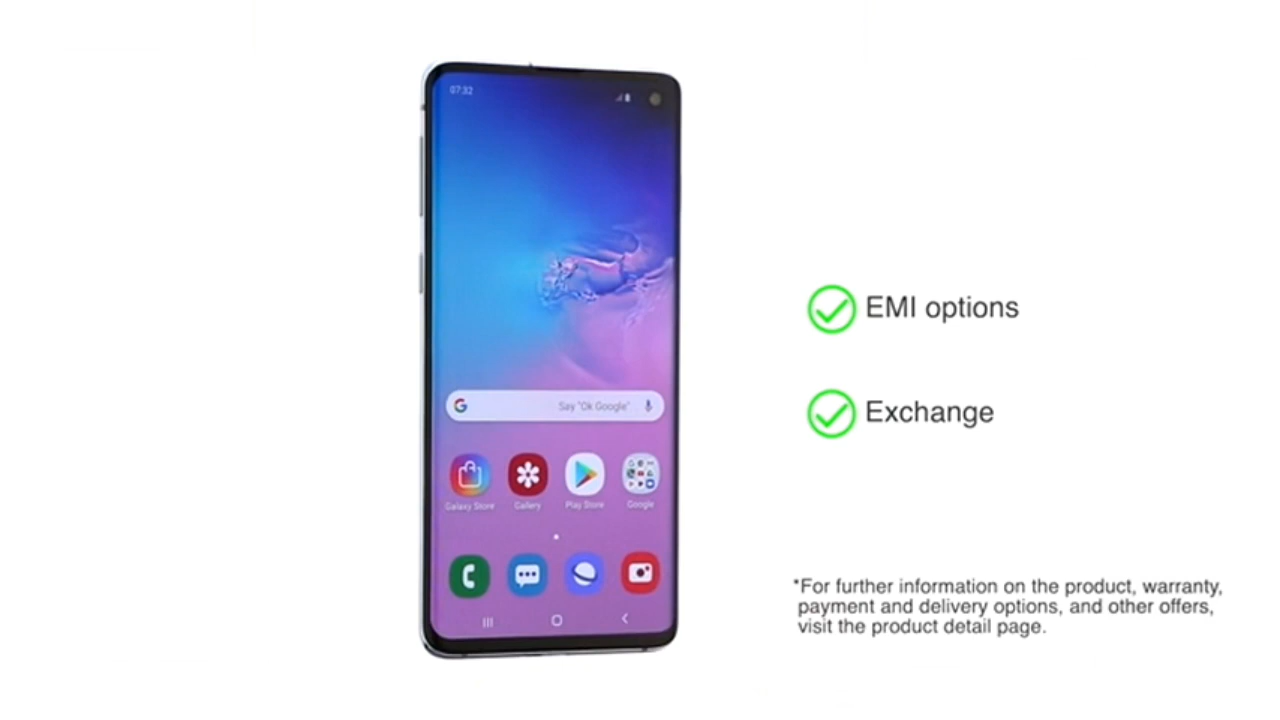 07:32
Say "Ok Google"
Galaxy Store Gallery Play Store Google
EMI options
Exchange
*For further information on the product, warranty,
payment and delivery options, and other offers,
visit the product detail page.